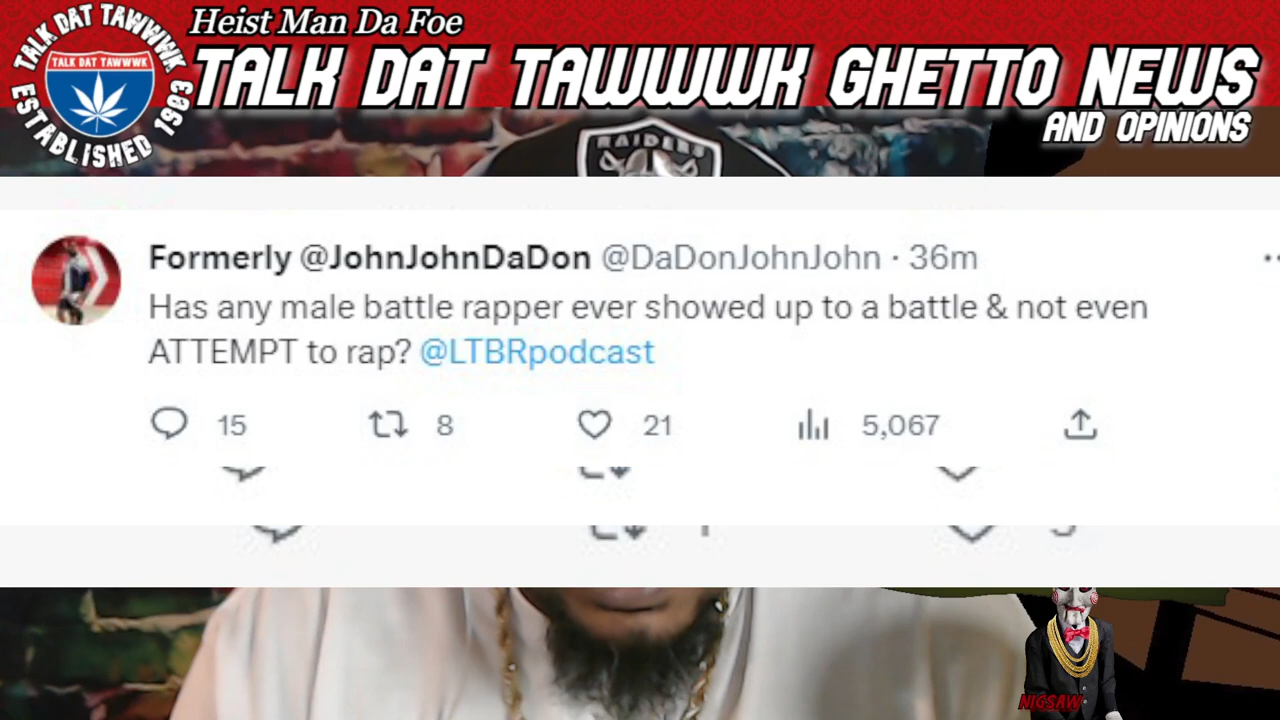 TALK DAT TAWWWK
TALK DAT TAWWWK
ESTABLISHED 1983
Heist Man Da Foe
TALK DAT TAWWWK GHETTO NEWS
AND OPINIONS
RAIDERS
Formerly @JohnJohnDaDon @DaDonJohnJohn · 36m
Has any male battle rapper ever showed up to a battle & not even
ATTEMPT to rap? @LTBRpodcast
15 8 21 5,067
NIGSAW